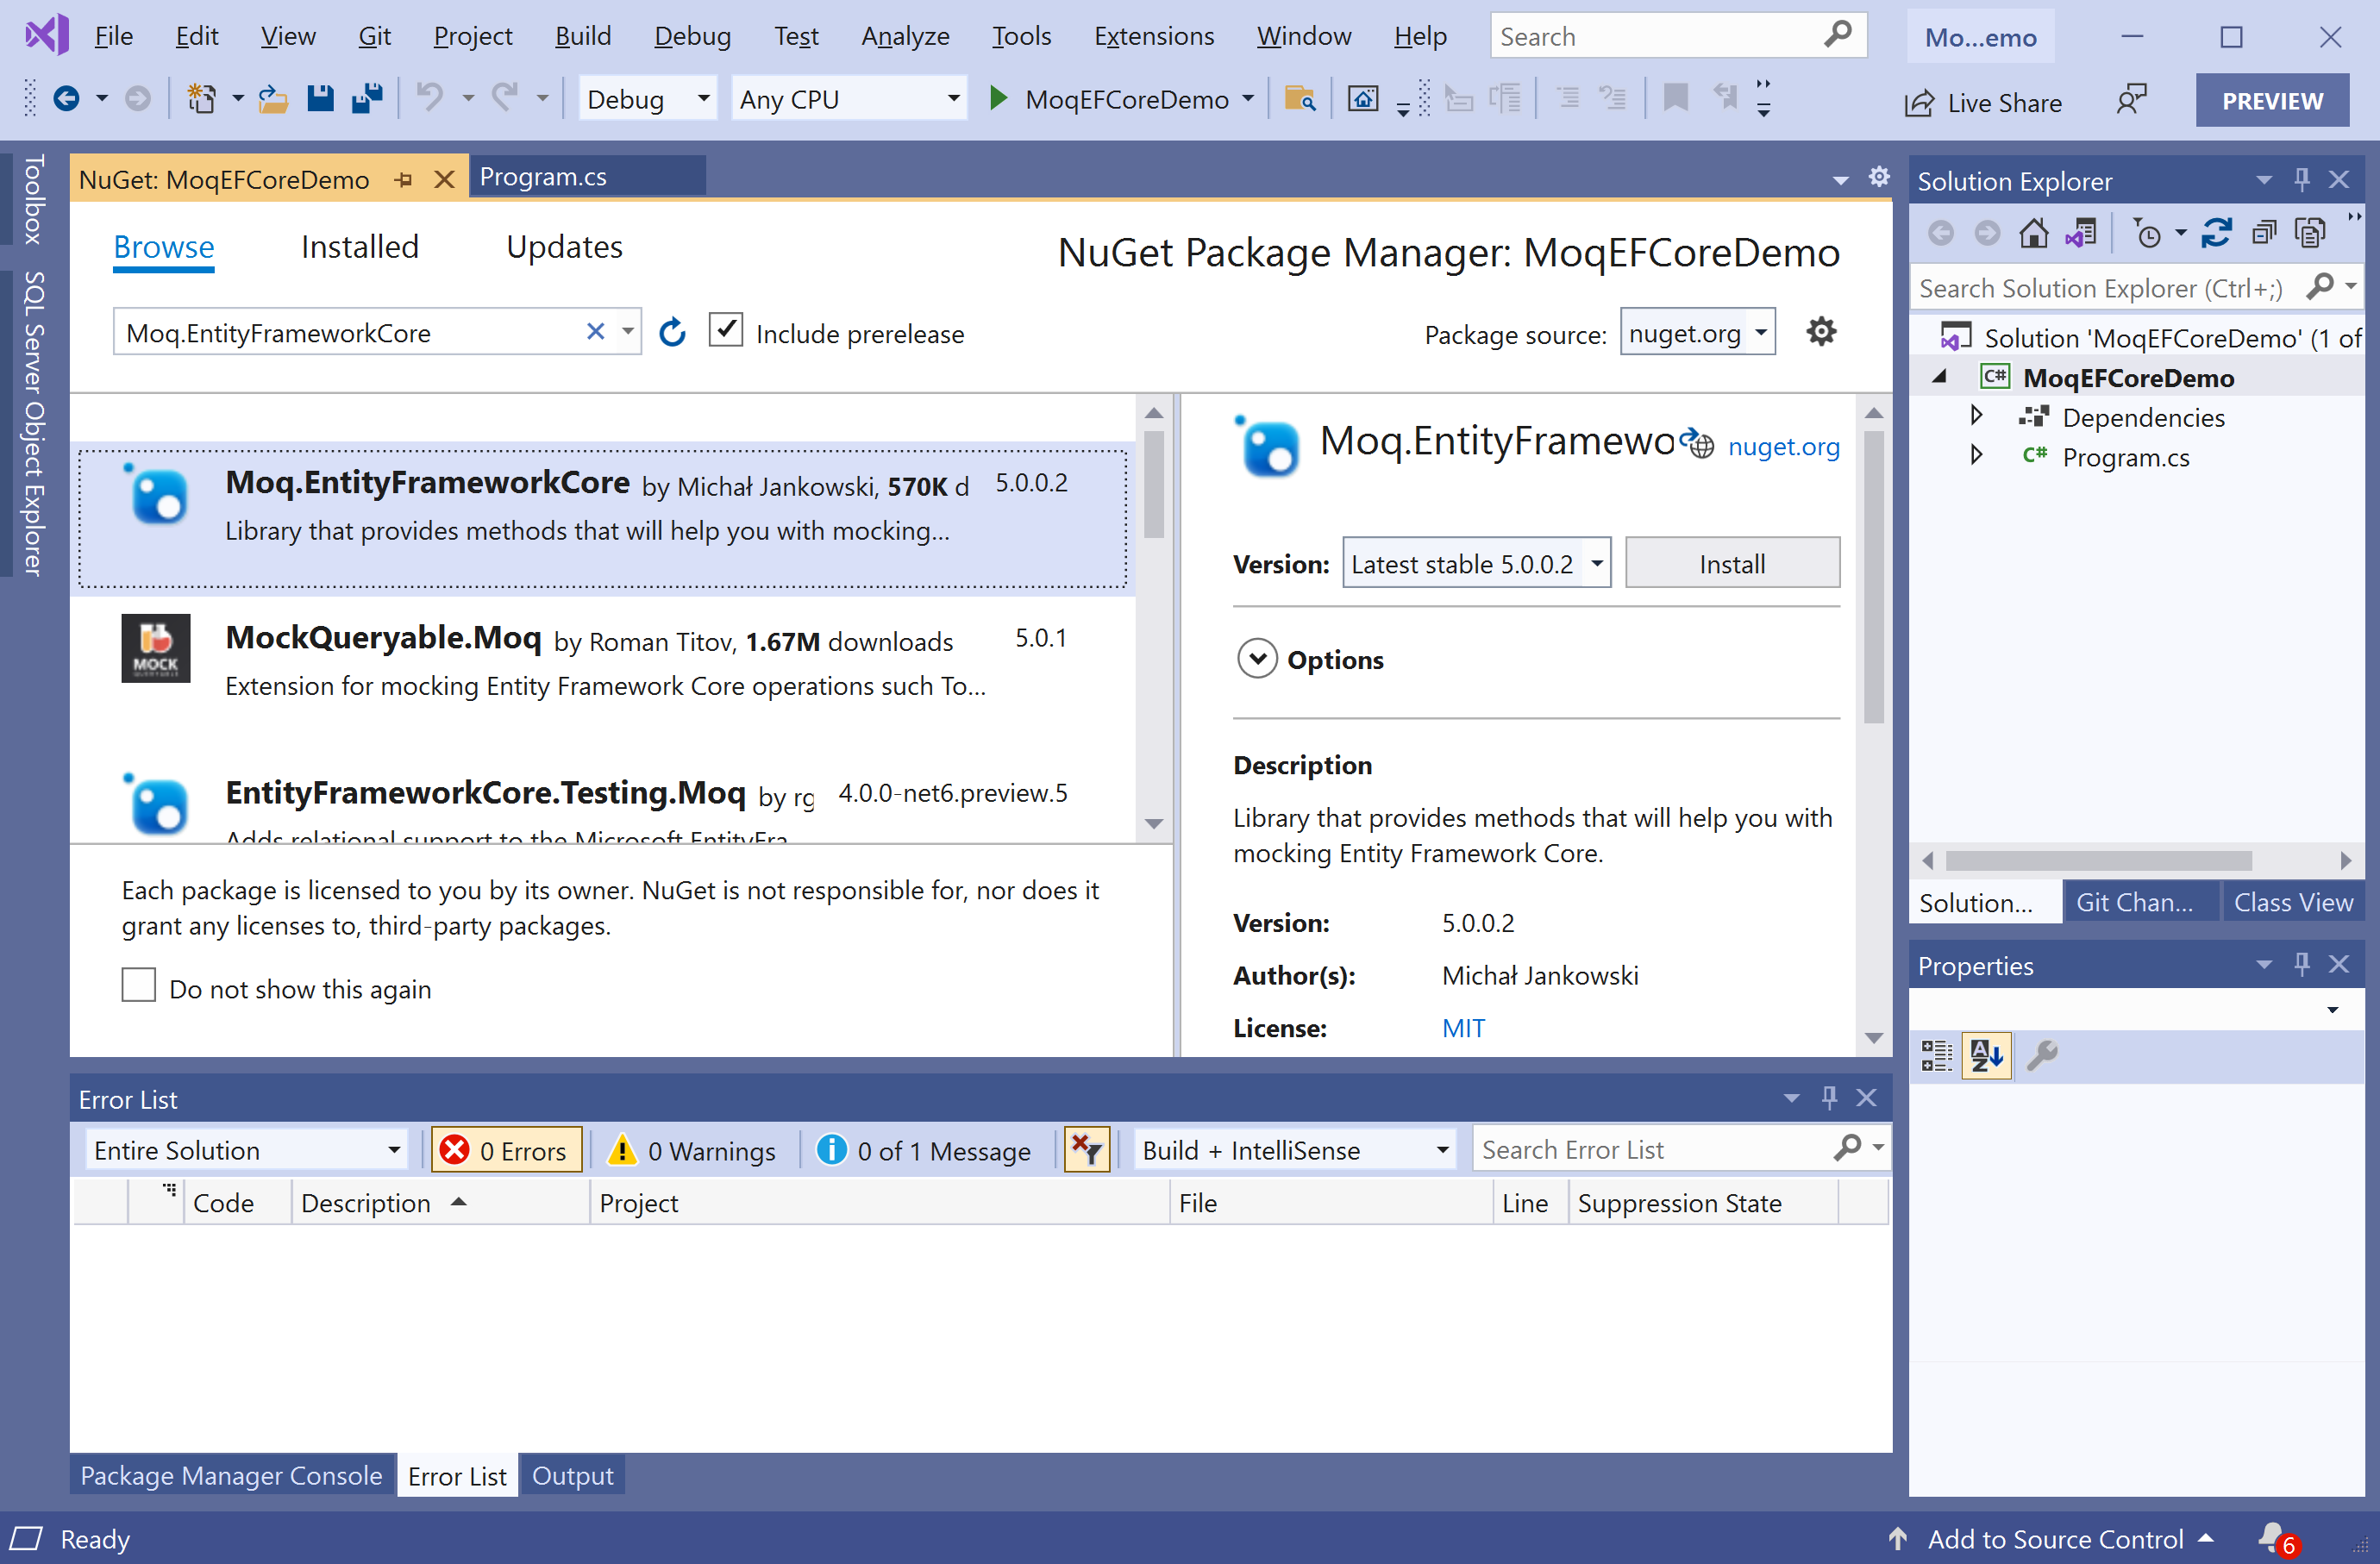 File Edit View Git Project Build Debug Test Analyze Tools Extensions Window Help Search Mo...emo
Debug Any CPU MoqEFCoreDemo Live Share PREVIEW
Toolbox
SQL Server Object Explorer
NuGet: MoqEFCoreDemo Program.cs
Browse Installed Updates NuGet Package Manager: MoqEFCoreDemo
Moq.EntityFrameworkCore Include prerelease Package source: nuget.org
Moq.EntityFrameworkCore by Michał Jankowski, 570K d 5.0.0.2
Library that provides methods that will help you with mocking...
MOCK
MockQueryable.Moq by Roman Titov, 1.67M downloads 5.0.1
Extension for mocking Entity Framework Core operations such To...
EntityFrameworkCore.Testing.Moq by rg 4.0.0-net6.preview.5
Adds relational support to the Microsoft EntityFra
Each package is licensed to you by its owner. NuGet is not responsible for, nor does it
grant any licenses to, third-party packages.
Do not show this again
Moq.EntityFramewo nuget.org
Version: Latest stable 5.0.0.2 Install
Options
Description
Library that provides methods that will help you with
mocking Entity Framework Core.
Version: 5.0.0.2
Author(s): Michał Jankowski
License: MIT
Solution Explorer
Search Solution Explorer (Ctrl+;)
Solution 'MoqEFCoreDemo' (1 of
C# MoqEFCoreDemo
Dependencies
C# Program.cs
Solution... Git Chan... Class View
Properties
Error List
Entire Solution 0 Errors 0 Warnings 0 of 1 Message Build + IntelliSense Search Error List
Code Description Project File Line Suppression State
Package Manager Console Error List Output
Ready Add to Source Control 6